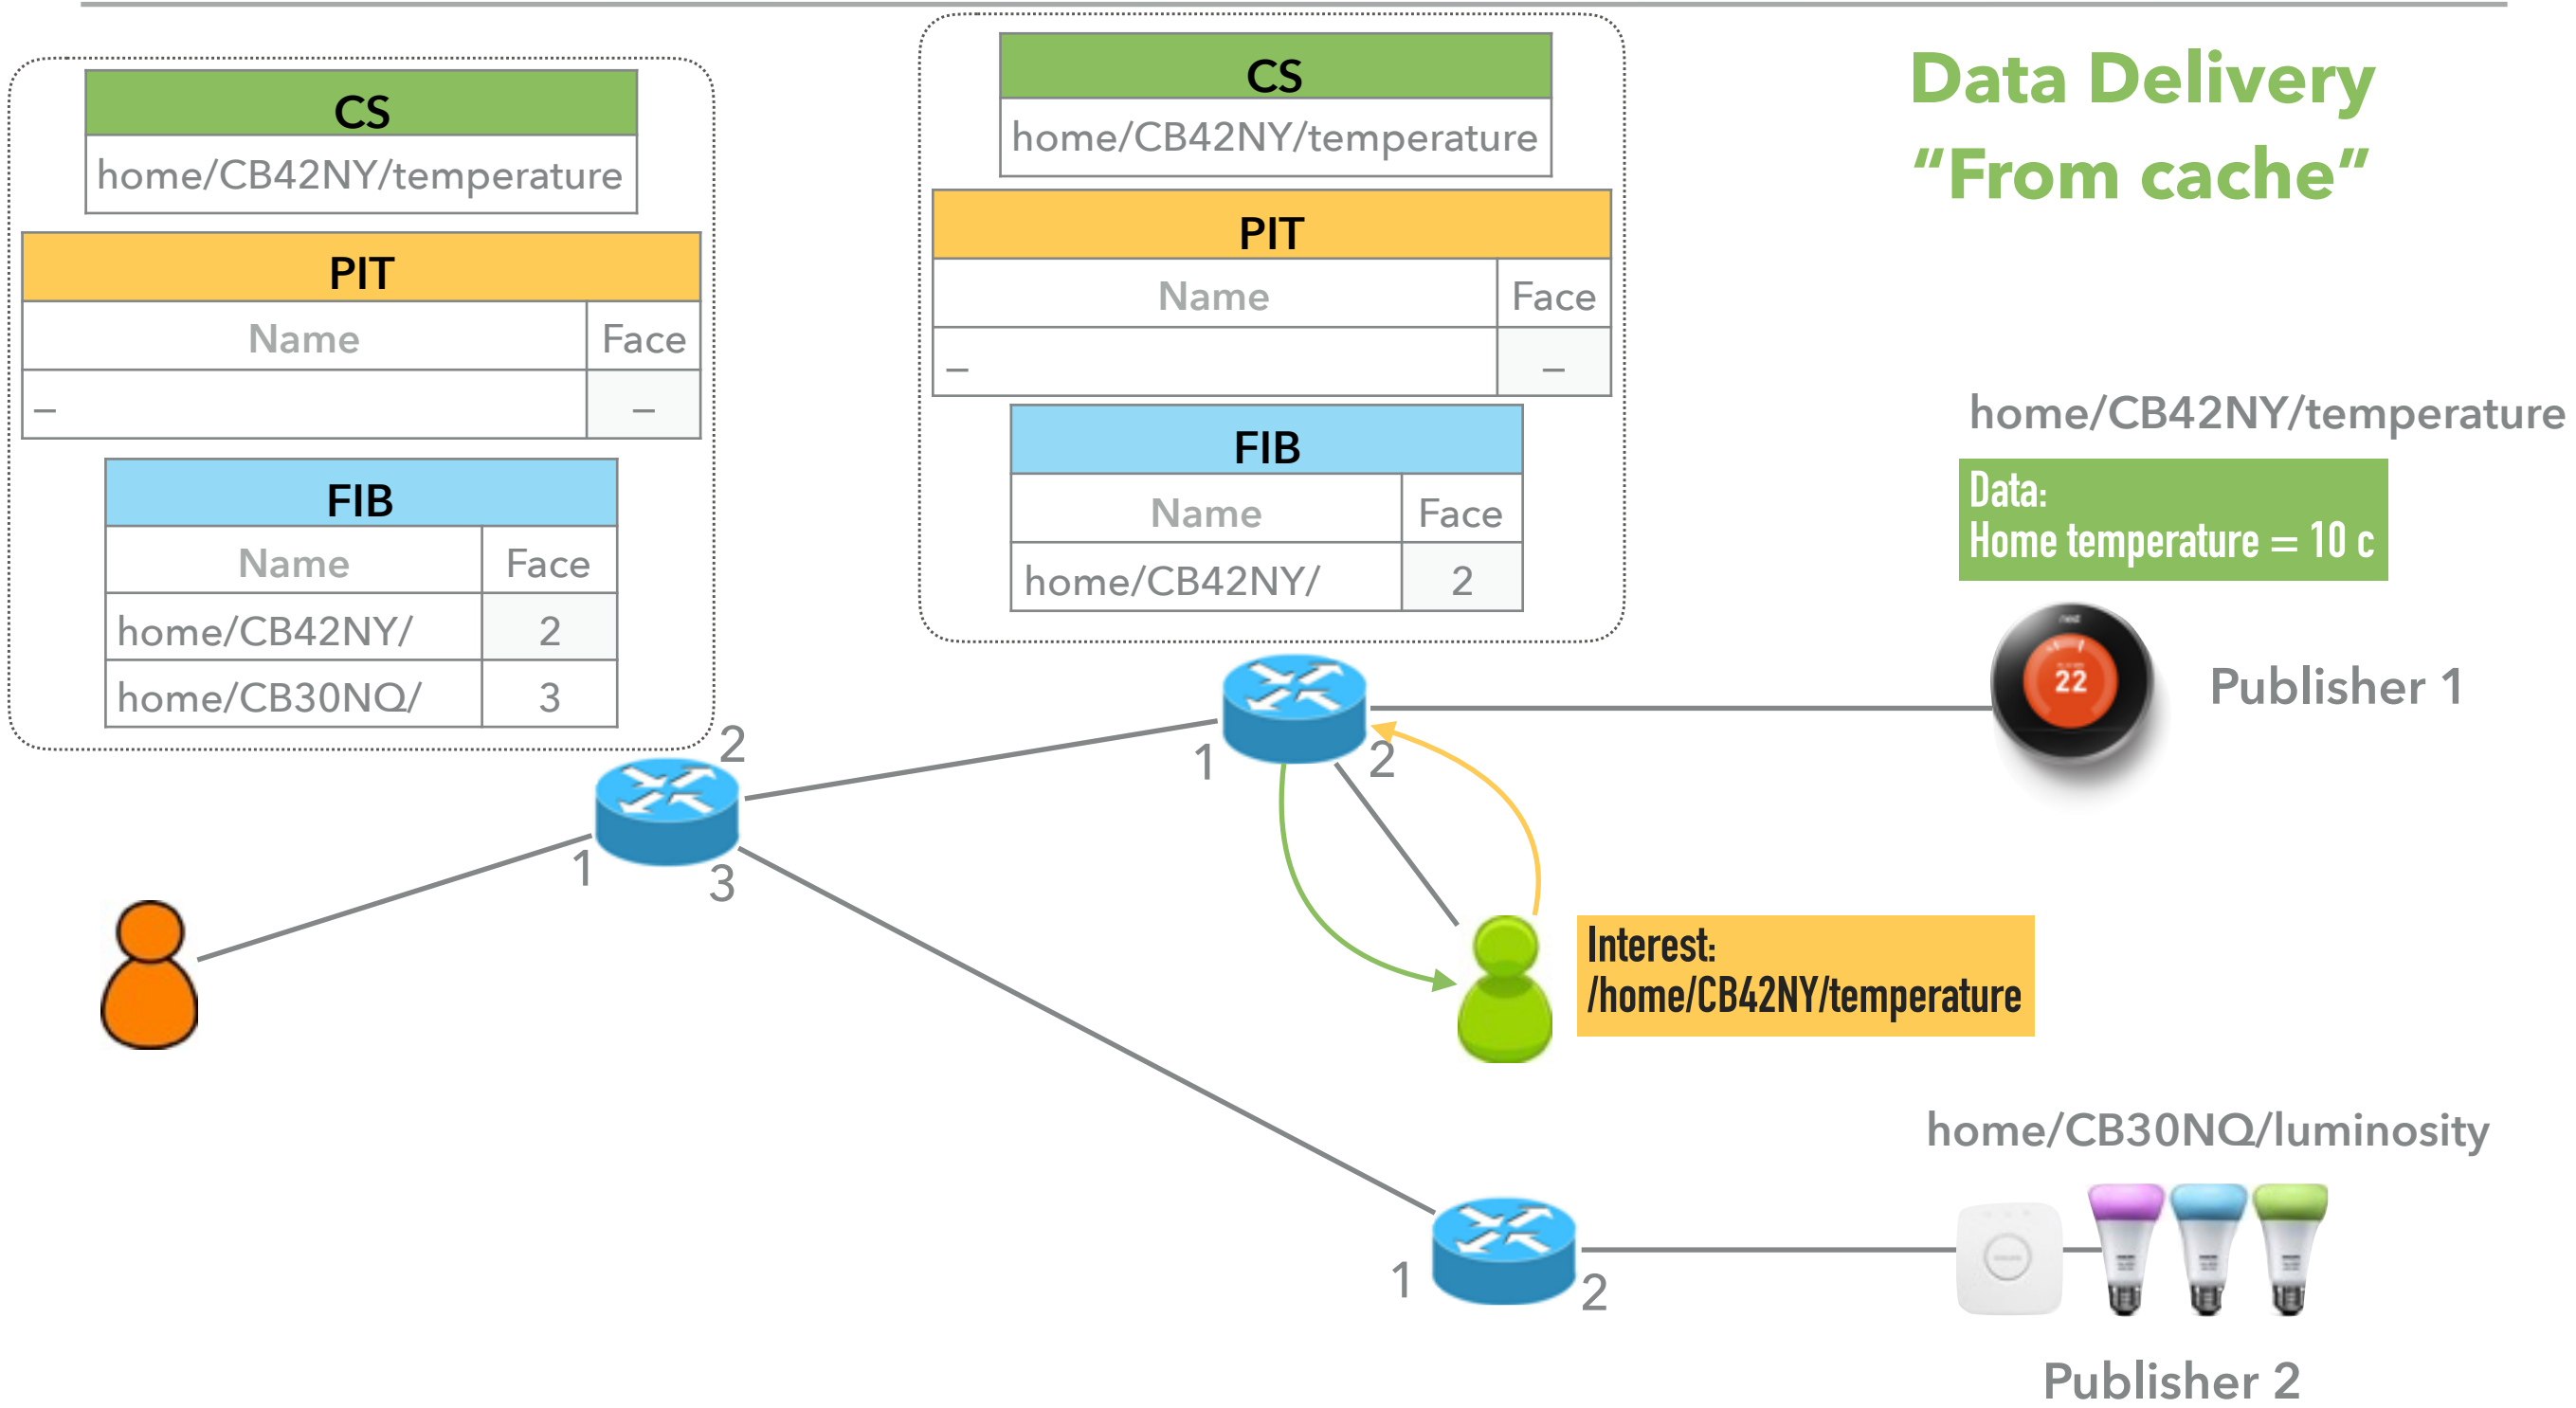 Data Delivery
“From cache”
CS
home/CB42NY/temperature
PIT
Name Face
– –
FIB
Name Face
home/CB42NY/ 2
home/CB30NQ/ 3
CS
home/CB42NY/temperature
PIT
Name Face
– –
FIB
Name Face
home/CB42NY/ 2
home/CB42NY/temperature
Data:
Home temperature = 10 c
nest
22
Publisher 1
2
1
3
1
2
Interest:
/home/CB42NY/temperature
home/CB30NQ/luminosity
1
2
Publisher 2